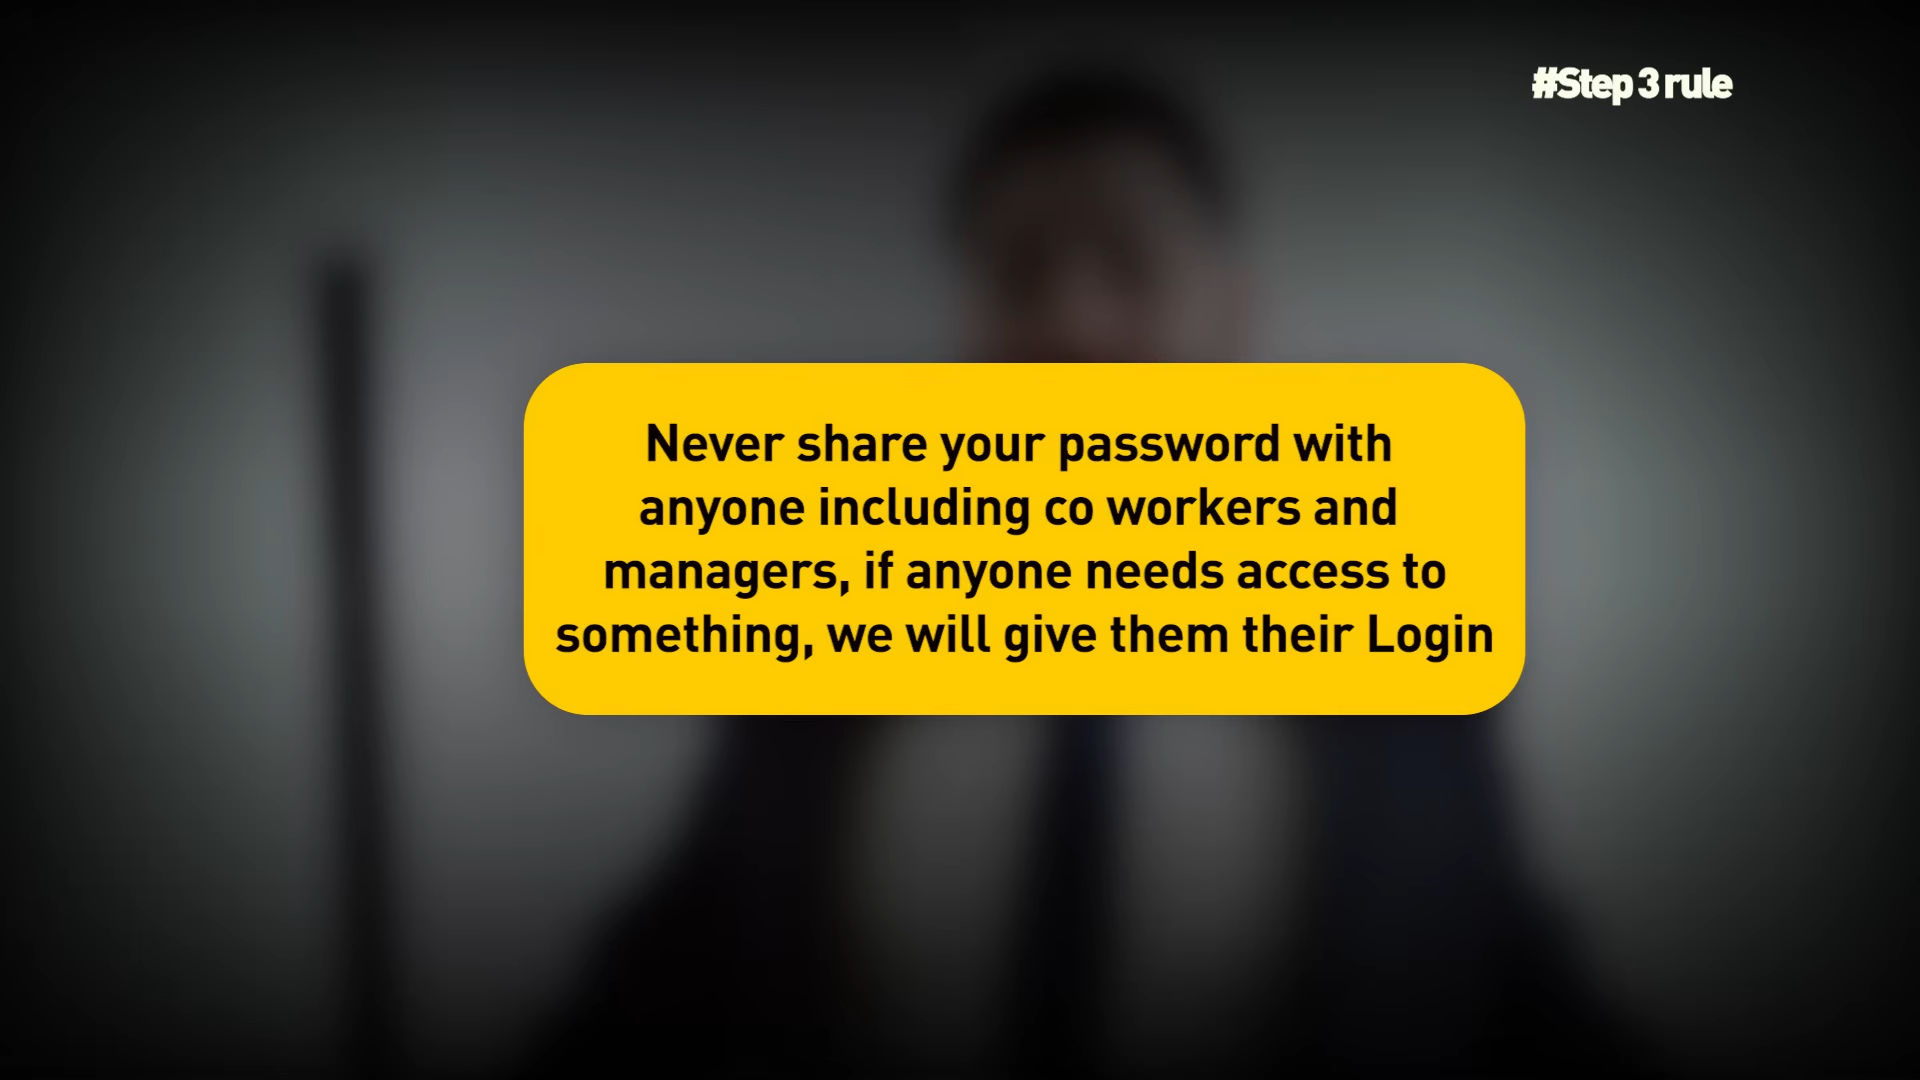 #Step 3 rule
Never share your password with
anyone including co workers and
managers, if anyone needs access to
something, we will give them their Login